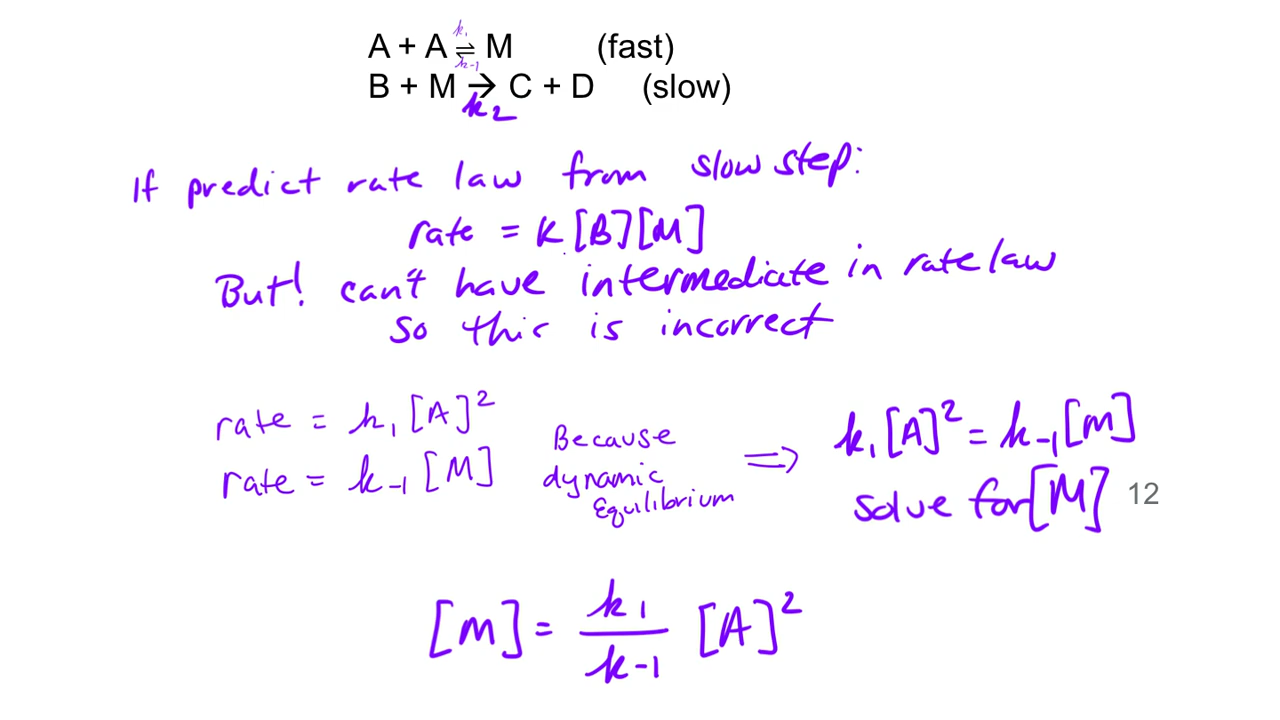 k₁
A + A ⇌ M (fast)
k-1
B + M → C + D (slow)
k2
If predict rate law from slow step:
rate = k [B][M]
But! can't have intermediate in rate law
So this is incorrect
rate = k₁ [A]²
rate = k-1 [M]
Because
dynamic
Equilibrium
⇒ k₁[A]² = k-1[M]
solve for [M]
12
[M] = k1/k-1 [A]²